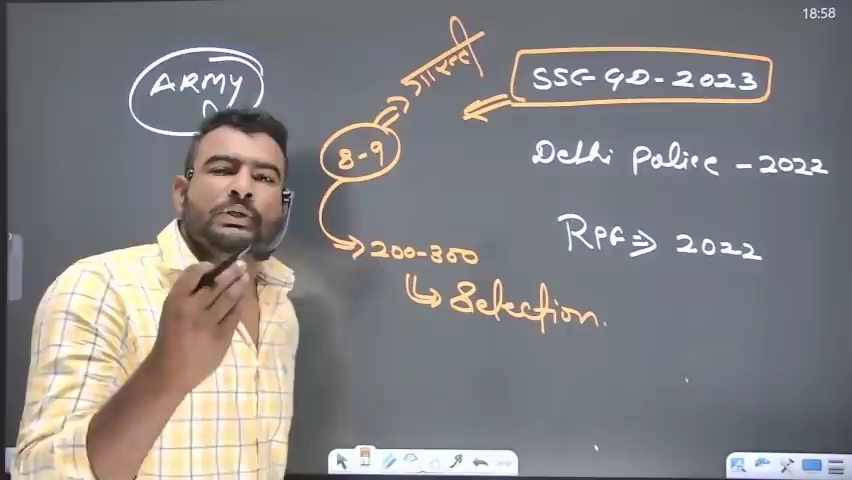 18:58
ARMY
गारन्टी
SSC-GD-2023
8-9
Delhi Police - 2022
RPF⇒ 2022
200-300
Selection.